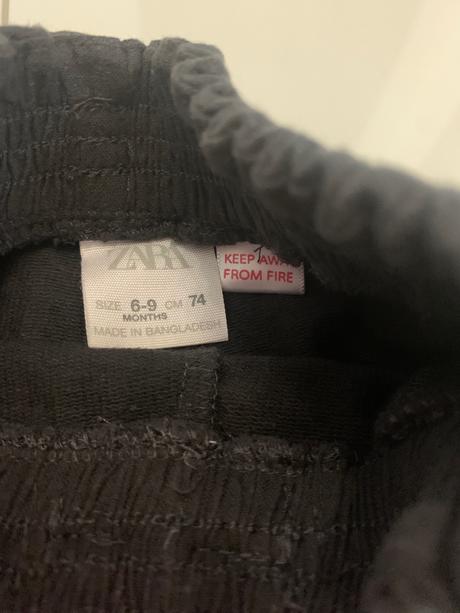 ZARA
SIZE 6-9 CM 74
MONTHS
MADE IN BANGLADESH
KEEP AWAY
FROM FIRE